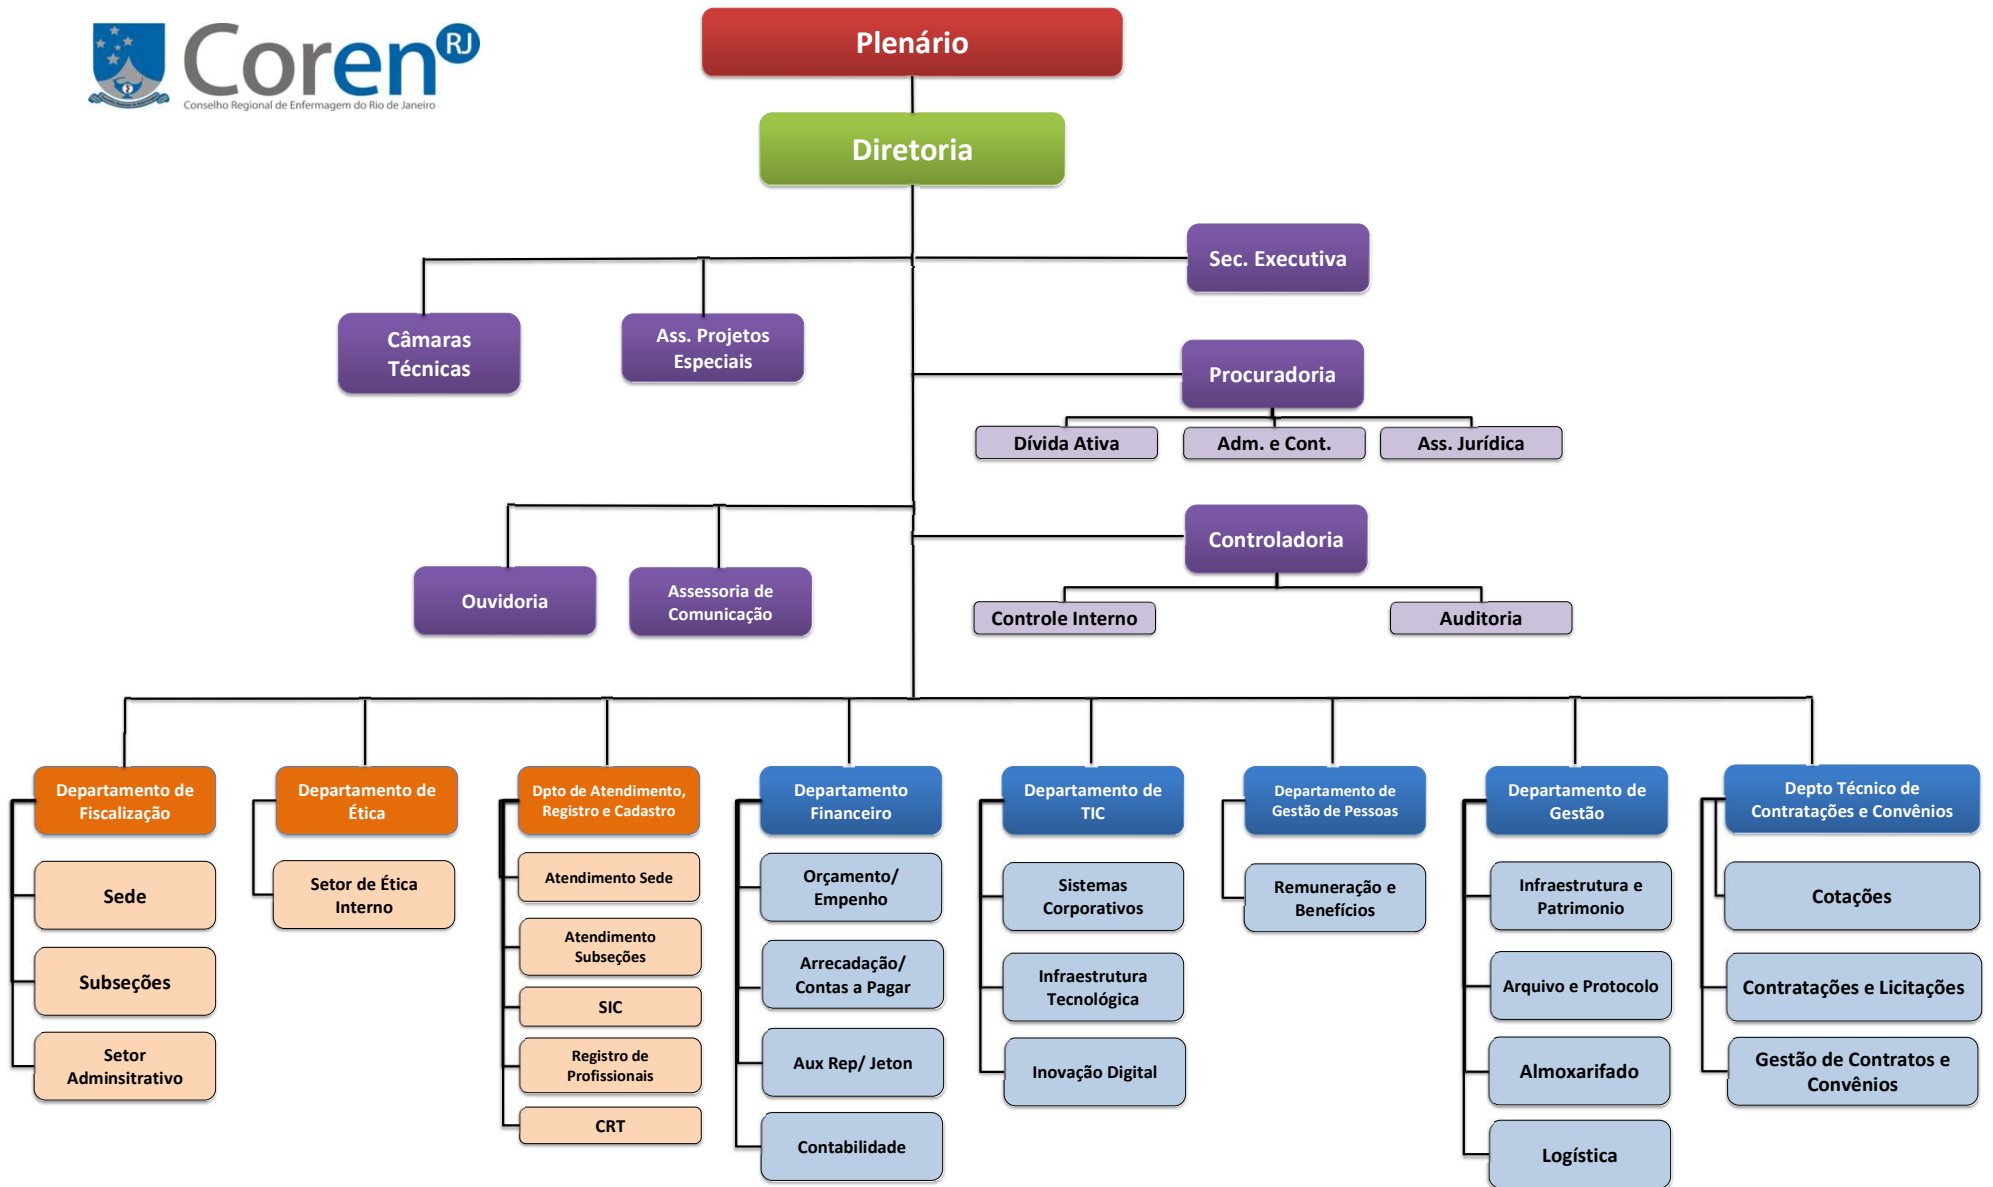 Coren RJ
Conselho Regional de Enfermagem do Rio de Janeiro
Plenário
Diretoria
Sec. Executiva
Câmaras
Técnicas
Ass. Projetos
Especiais
Procuradoria
Dívida Ativa
Adm. e Cont.
Ass. Jurídica
Ouvidoria
Assessoria de
Comunicação
Controladoria
Controle Interno
Auditoria
Departamento de
Fiscalização
Sede
Subseções
Setor
Adminsitrativo
Departamento de
Ética
Setor de Ética
Interno
Dpto de Atendimento,
Registro e Cadastro
Atendimento Sede
Atendimento
Subseções
SIC
Registro de
Profissionais
CRT
Departamento
Financeiro
Orçamento/
Empenho
Arrecadação/
Contas a Pagar
Aux Rep/ Jeton
Contabilidade
Departamento de
TIC
Sistemas
Corporativos
Infraestrutura
Tecnológica
Inovação Digital
Departamento de
Gestão de Pessoas
Remuneração e
Benefícios
Departamento de
Gestão
Infraestrutura e
Patrimonio
Arquivo e Protocolo
Almoxarifado
Logística
Depto Técnico de
Contratações e Convênios
Cotações
Contratações e Licitações
Gestão de Contratos e
Convênios